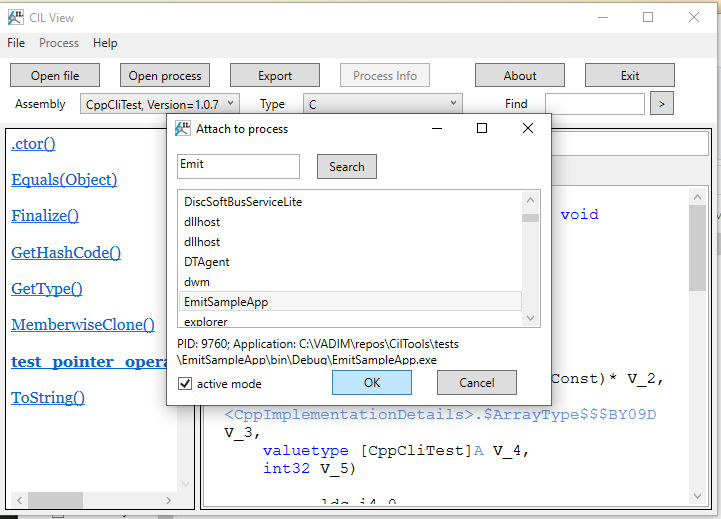 CIL View
File Process Help
Open file Open process Export Process Info About Exit
Assembly CppCliTest, Version=1.0.7 Type C Find >
Attach to process
Emit Search
DiscSoftBusServiceLite
dllhost
dllhost
DTAgent
dwm
EmitSampleApp
explorer
PID: 9760; Application: C:\VADIM\repos\CilTools\tests
\EmitSampleApp\bin\Debug\EmitSampleApp.exe
active mode OK Cancel
.ctor()
Equals(Object)
Finalize()
GetHashCode()
GetType()
MemberwiseClone()
test_pointer_opera
ToString()
void
Const)* V_2,
<CppImplementationDetails>.$ArrayType$$$BY09D
V_3,
valuetype [CppCliTest]A V_4,
int32 V_5)